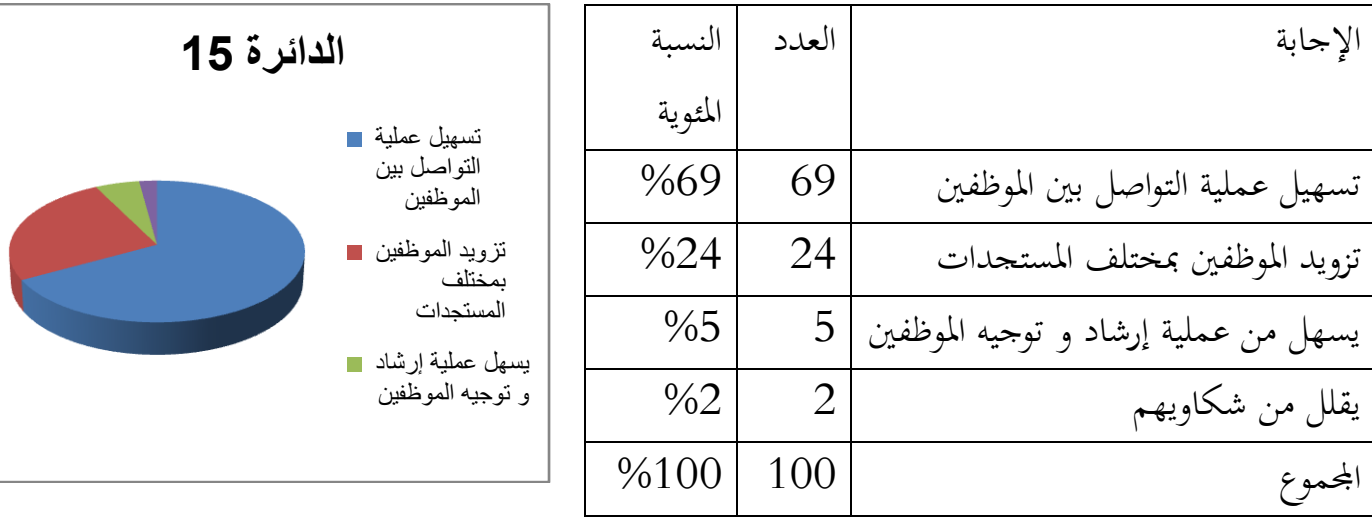 الدائرة 15
تسهيل عملية
التواصل بين
الموظفين
تزويد الموظفين
بمختلف
المستجدات
يسهل عملية إرشاد
و توجيه الموظفين
الإجابة العدد النسبة
المئوية
تسهيل عملية التواصل بين الموظفين 69 %69
تزويد الموظفين بمختلف المستجدات 24 %24
يسهل من عملية إرشاد و توجيه الموظفين 5 %5
يقلل من شكاويهم 2 %2
المجموع 100 %100